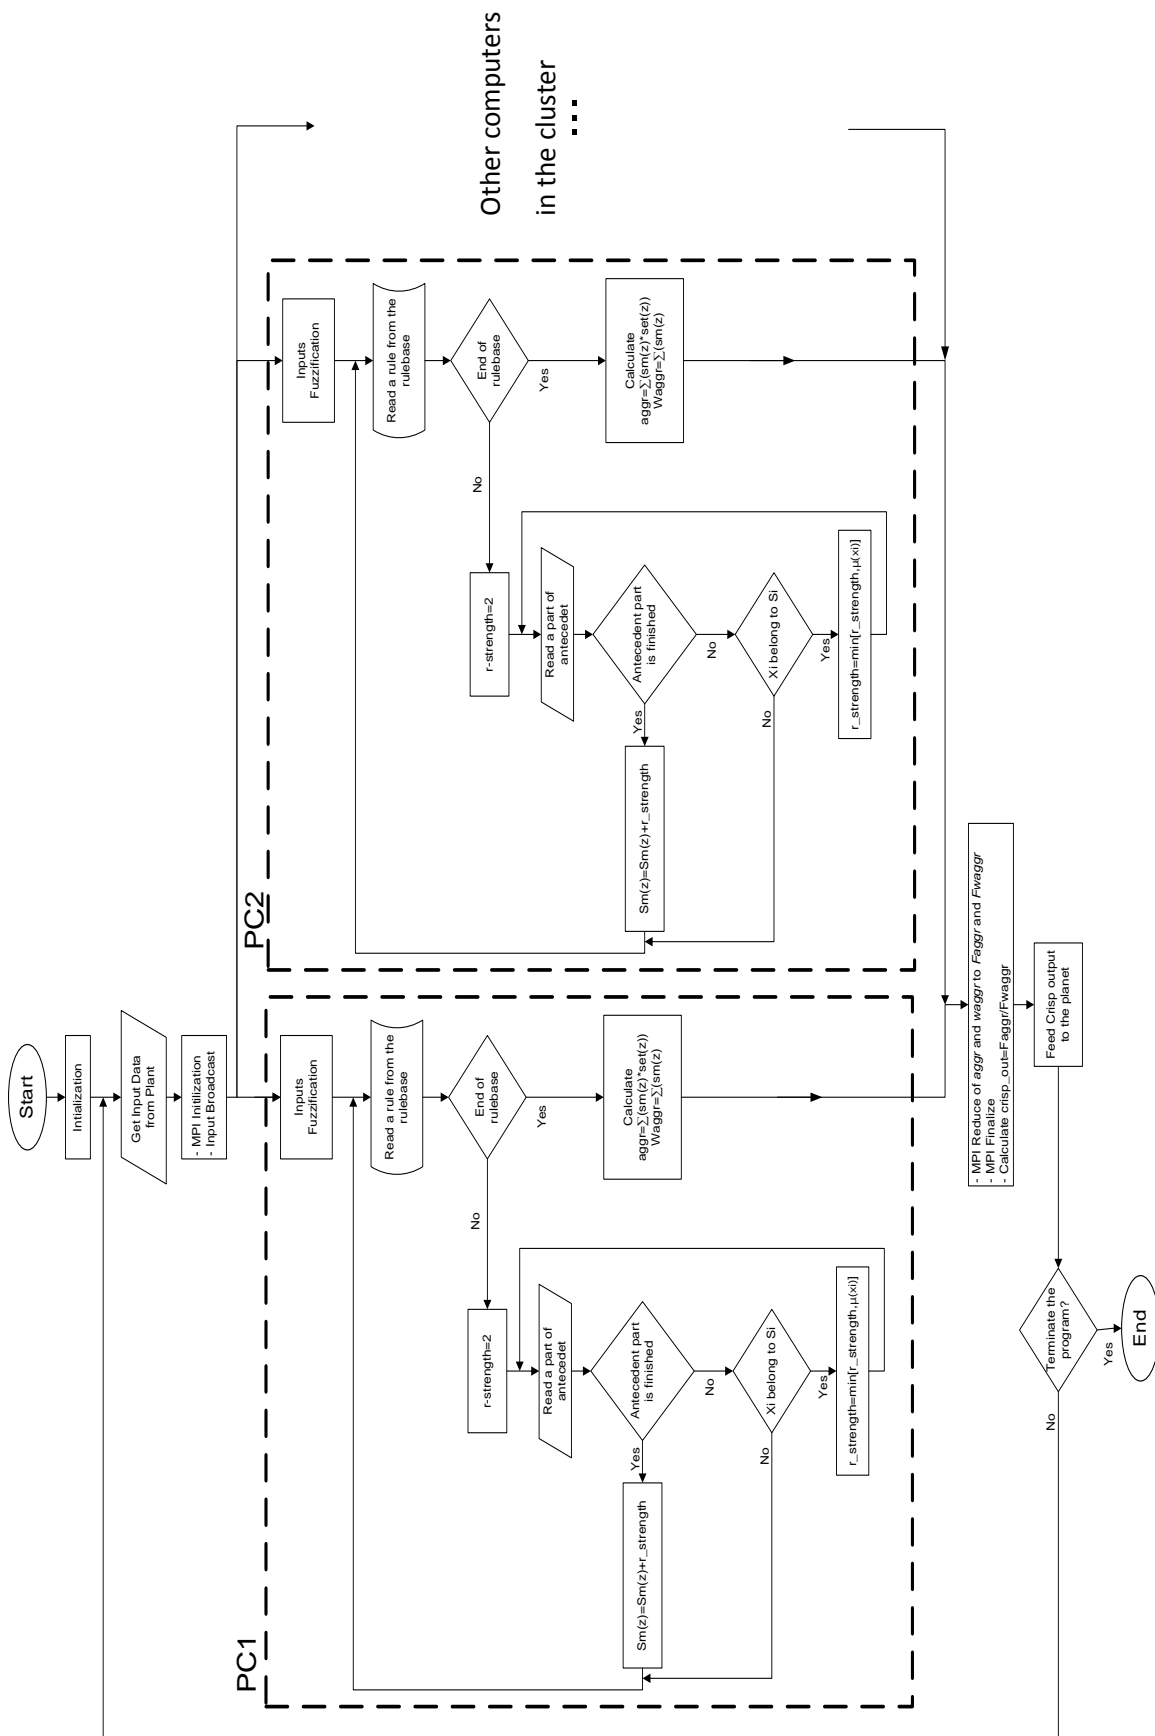 Start
Intialization
Get Input Data
from Plant
- MPI Initilization
- Input Broadcast
PC1
Inputs
Fuzzification
Read a rule from the
rulebase
End of
rulebase
No
Yes
r-strength=2
Read a part of
antecedet
Antecedent part
is finished
Yes
No
Sm(z)=Sm(z)+r_strength
Xi belong to Si
No
Yes
r_strength=min[r_strength,μ(xi)]
Calculate
aggr=∑(sm(z)*set(z))
Waggr=∑(sm(z)
PC2
Inputs
Fuzzification
Read a rule from the
rulebase
End of
rulebase
No
Yes
r-strength=2
Read a part of
antecedet
Antecedent part
is finished
Yes
No
Sm(z)=Sm(z)+r_strength
Xi belong to Si
No
Yes
r_strength=min[r_strength,μ(xi)]
Calculate
aggr=∑(sm(z)*set(z))
Waggr=∑(sm(z)
Other computers
in the cluster
...
- MPI Reduce of aggr and waggr to Faggr and Fwaggr
- MPI Finalize
- Calculate crisp_out=Faggr/Fwaggr
Feed Crisp output
to the planet
Terminate the
program?
No
Yes
End